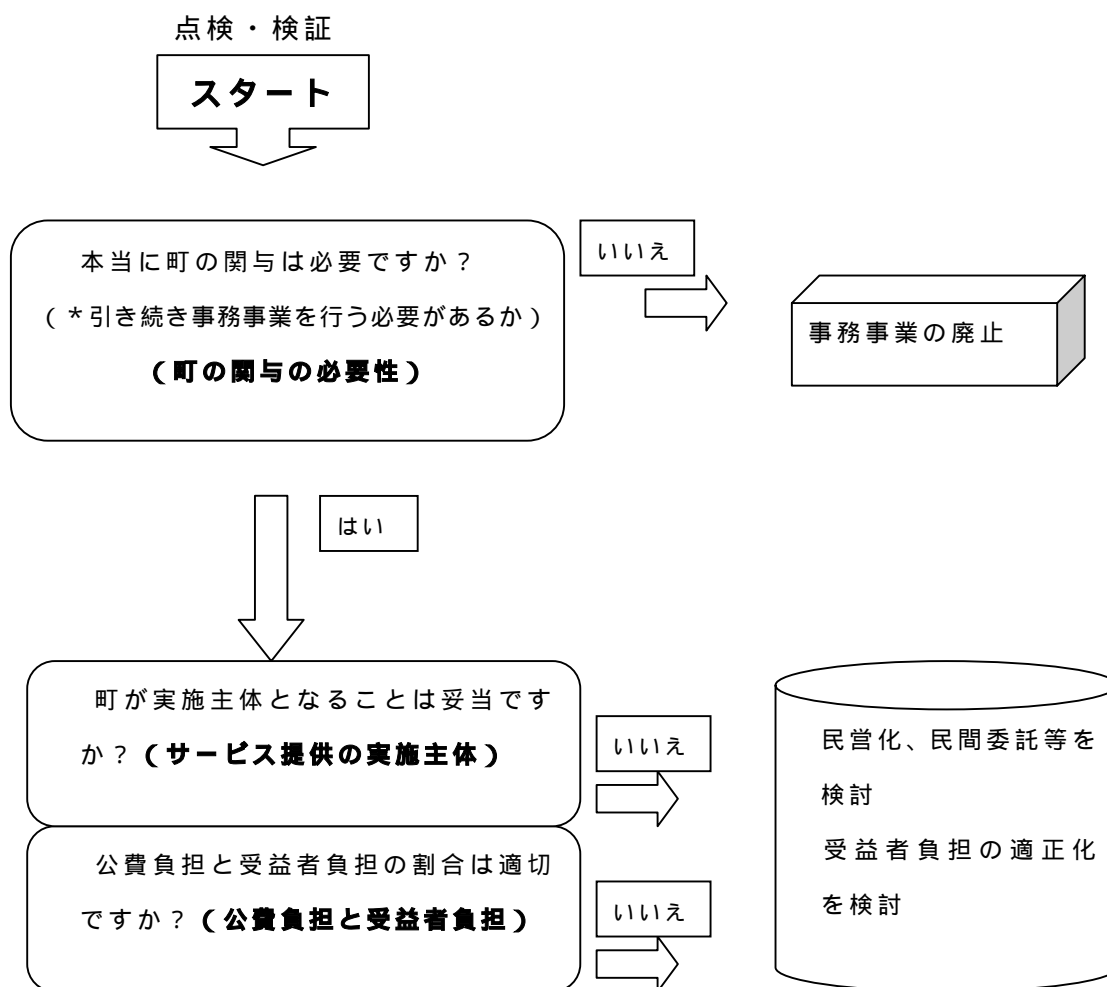 点検・検証
スタート
本当に町の関与は必要ですか?
(*引き続き事務事業を行う必要があるか)
(町の関与の必要性)
いいえ
事務事業の廃止
はい
町が実施主体となることは妥当です
か?(サービス提供の実施主体)
いいえ
公費負担と受益者負担の割合は適切
ですか?(公費負担と受益者負担)
いいえ
民営化、民間委託等を
検討
受益者負担の適正化
を検討